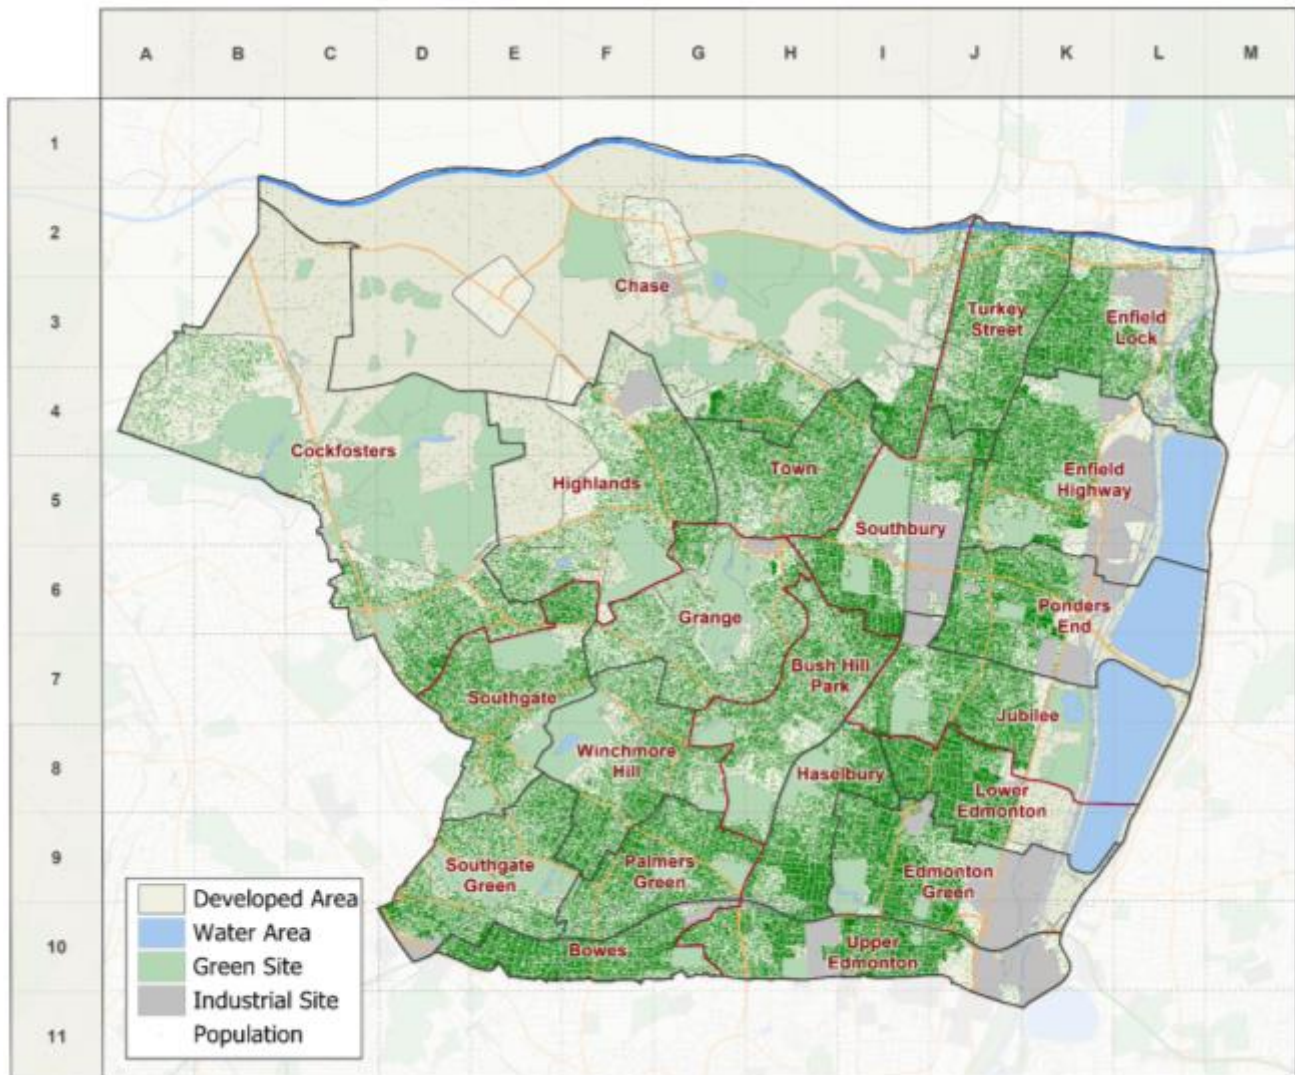 A B C D E F G H I J K L M
1
2
Chase
3
Turkey
Street
Enfield
Lock
4
Cockfosters
Highlands
Town
Enfield
Highway
5
Southbury
6
Grange
Ponders
End
7
Southgate
Bush Hill
Park
Jubilee
8
Winchmore
Hill
Haselbury
Lower
Edmonton
9
Southgate
Green
Palmers
Green
Edmonton
Green
10
Bowes
Upper
Edmonton
11
Developed Area
Water Area
Green Site
Industrial Site
Population